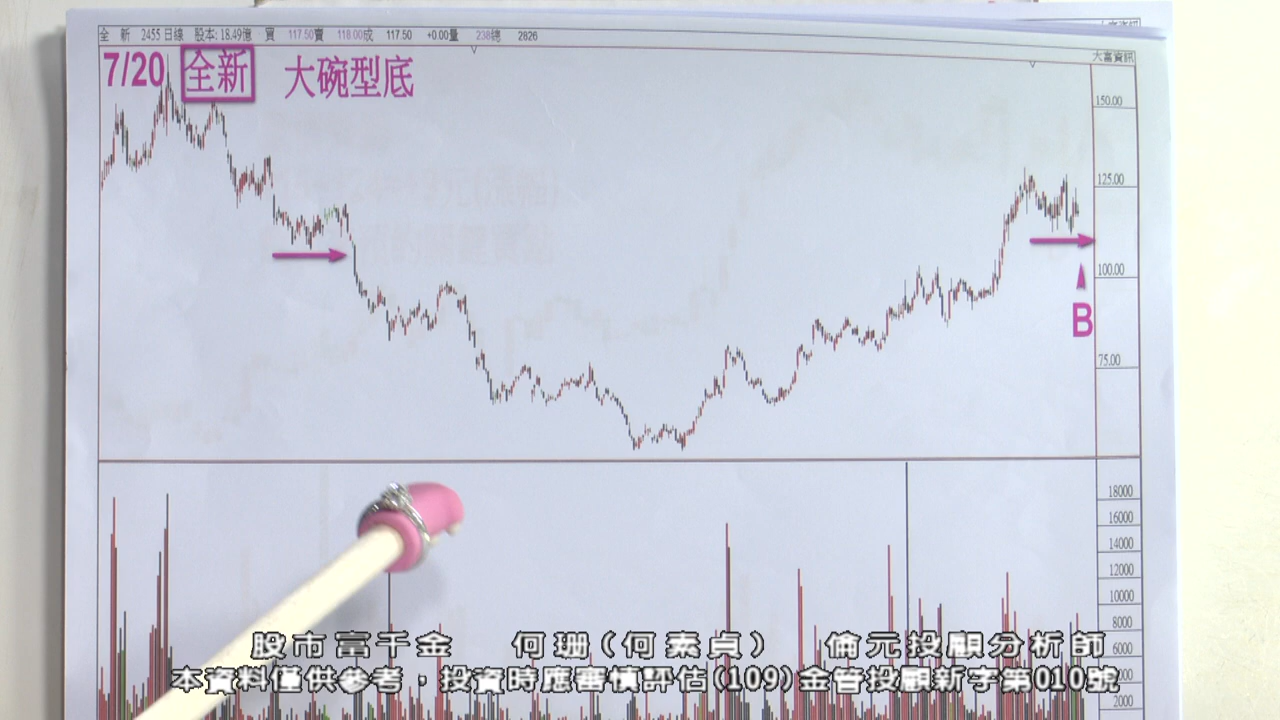 全 新 2455 日線 股本: 18.49億 買 117.50賣 118.00成 117.50 +0.00量 238總 2826
大富資訊
7/20 全新 大碗型底
150.00
125.00
100.00
B
75.00
18000
16000
14000
12000
10000
8000
6000
2000
股市富千金 何珊(何素貞) 倫元投顧分析師
本資料僅供參考,投資時應審慎評估(109)金管投顧新字第010號